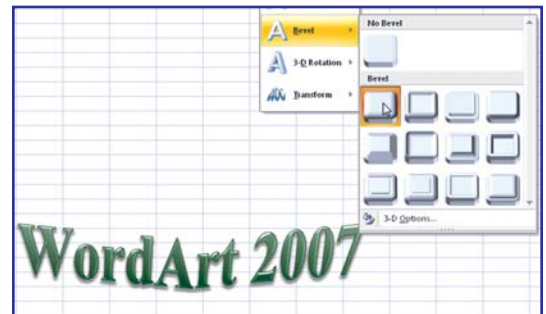 Bevel
3-D Rotation
Transform
No Bevel
Bevel
3-D Options...
WordArt 2007